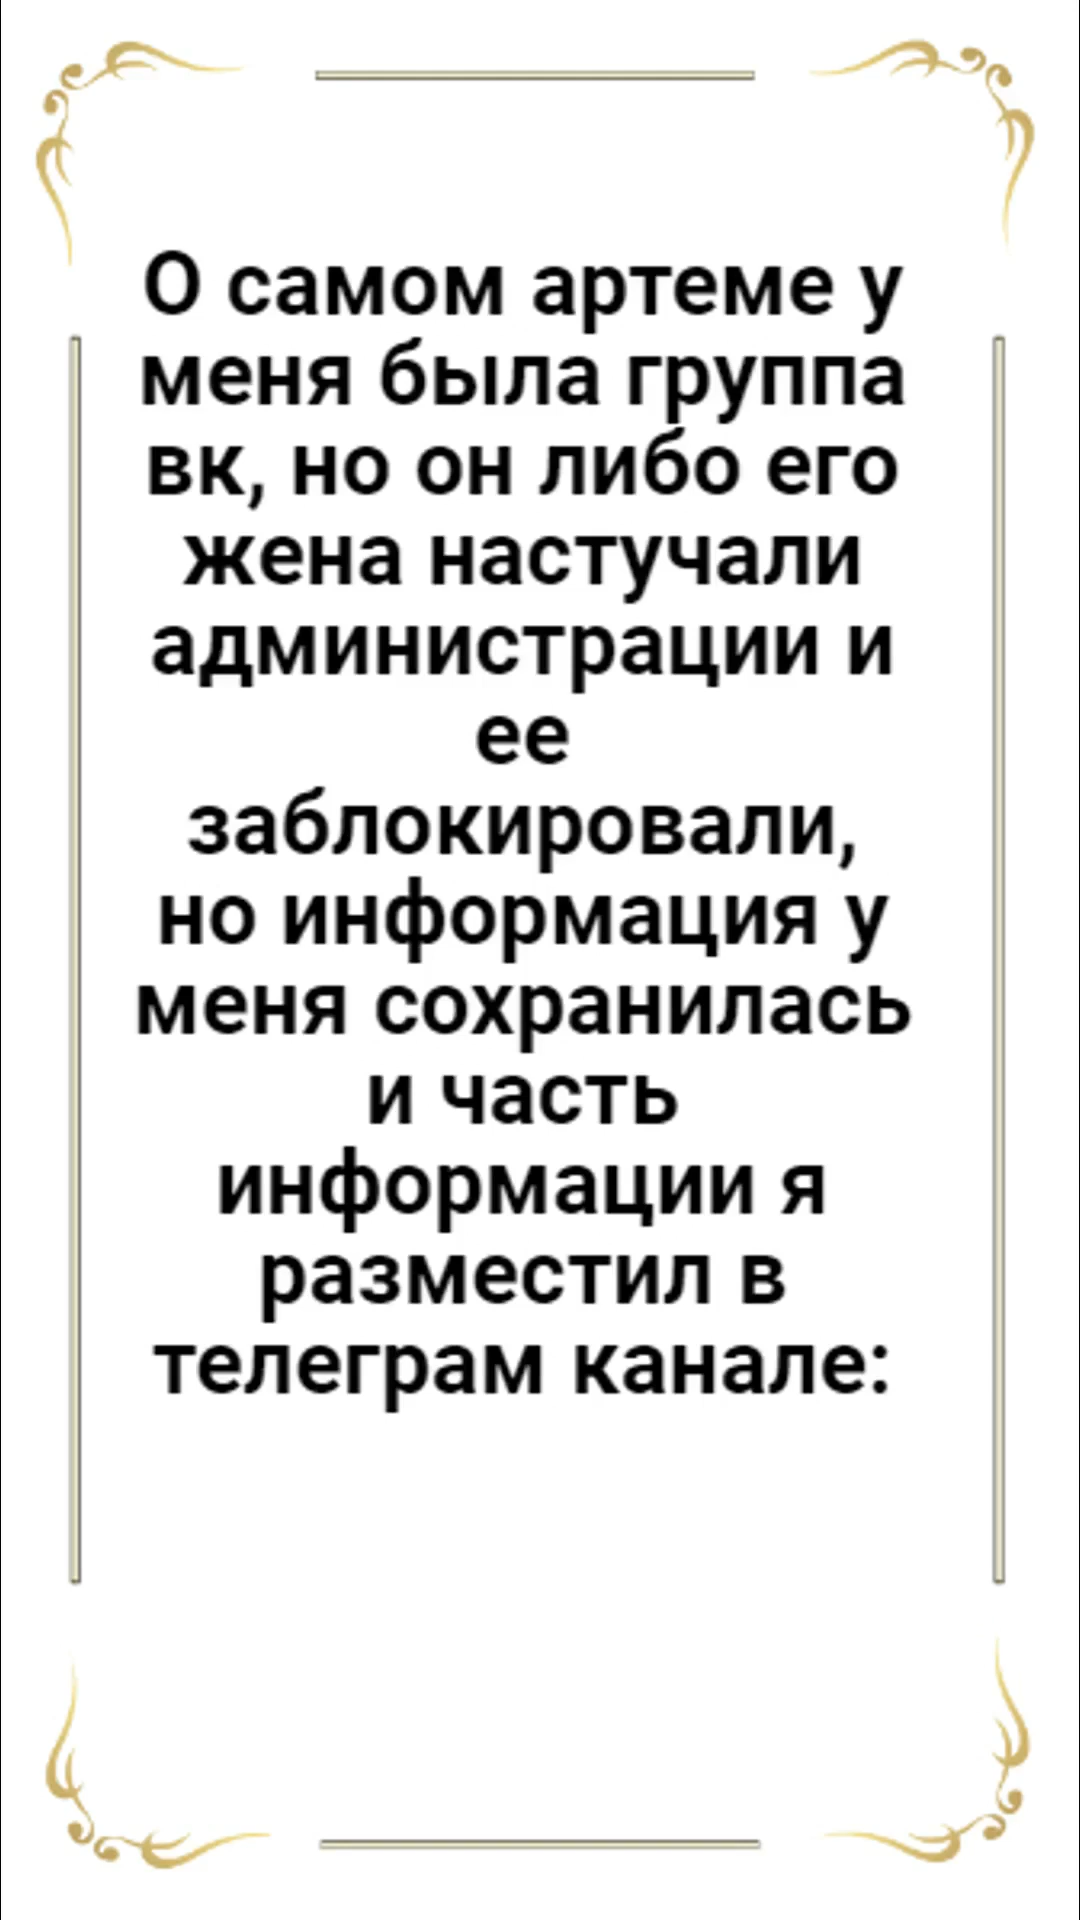 О самом артеме у
меня была группа
вк, но он либо его
жена настучали
администрации и
ее
заблокировали,
но информация у
меня сохранилась
и часть
информации я
разместил в
телеграм канале: